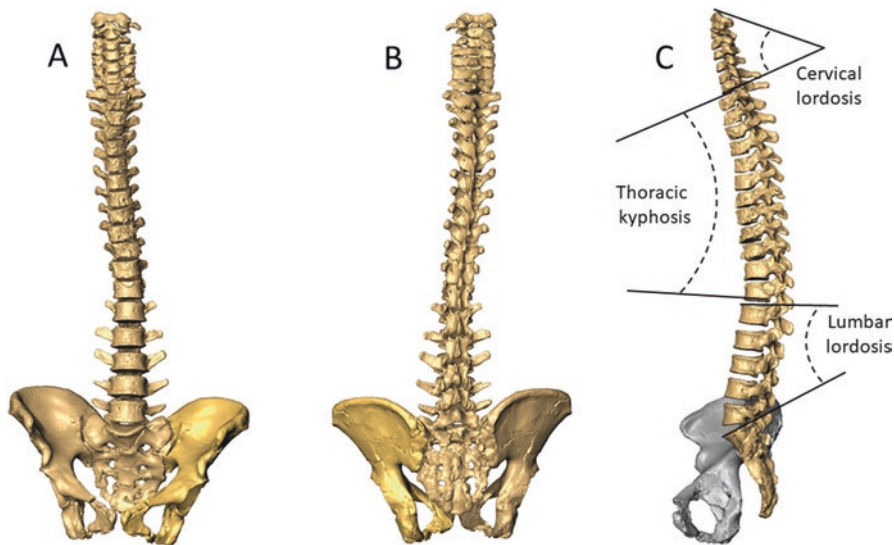 A
B
C
Cervical
lordosis
Thoracic
kyphosis
Lumbar
lordosis